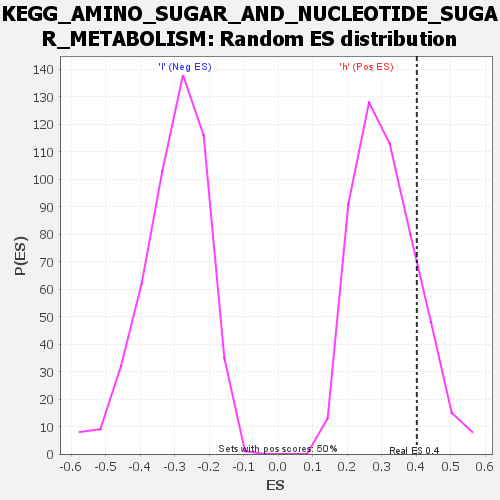 KEGG_AMINO_SUGAR_AND_NUCLEOTIDE_SUGA
R_METABOLISM: Random ES distribution
'l' (Neg ES)
'h' (Pos ES)
140
130
120
110
100
90
80
70
60
50
40
30
20
10
0
P(ES)
Sets with pos scores: 50%
Real ES 0.4
-0.6 -0.5 -0.4 -0.3 -0.2 -0.1 0.0 0.1 0.2 0.3 0.4 0.5 0.6
ES